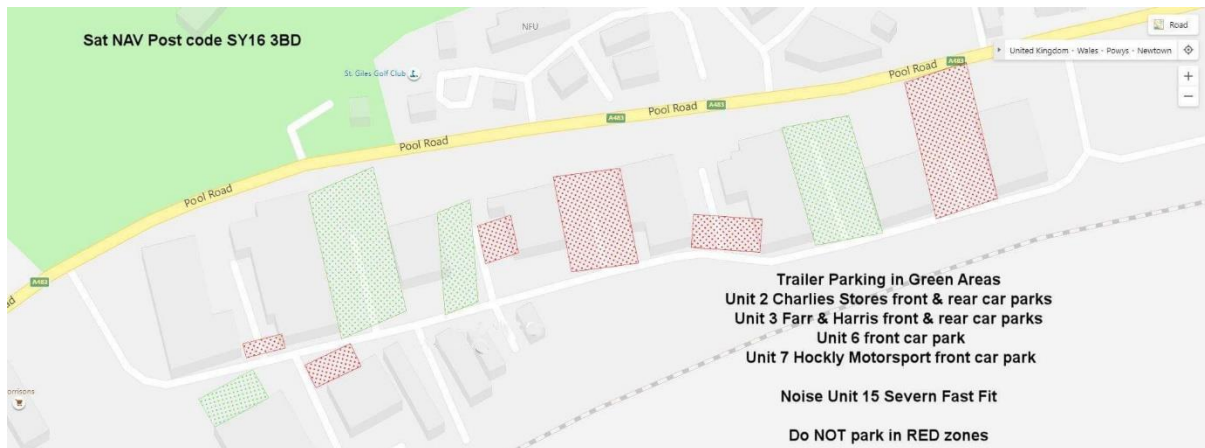 Sat NAV Post code SY16 3BD
NFU
Road
United Kingdom - Wales - Powys - Newtown
St. Giles Golf Club
Pool Road
A483
Pool Road
A483
Pool Road
Pool Road
A483
Trailer Parking in Green Areas
Unit 2 Charlies Stores front & rear car parks
Unit 3 Farr & Harris front & rear car parks
Unit 6 front car park
Unit 7 Hockly Motorsport front car park
Noise Unit 15 Severn Fast Fit
Do NOT park in RED zones